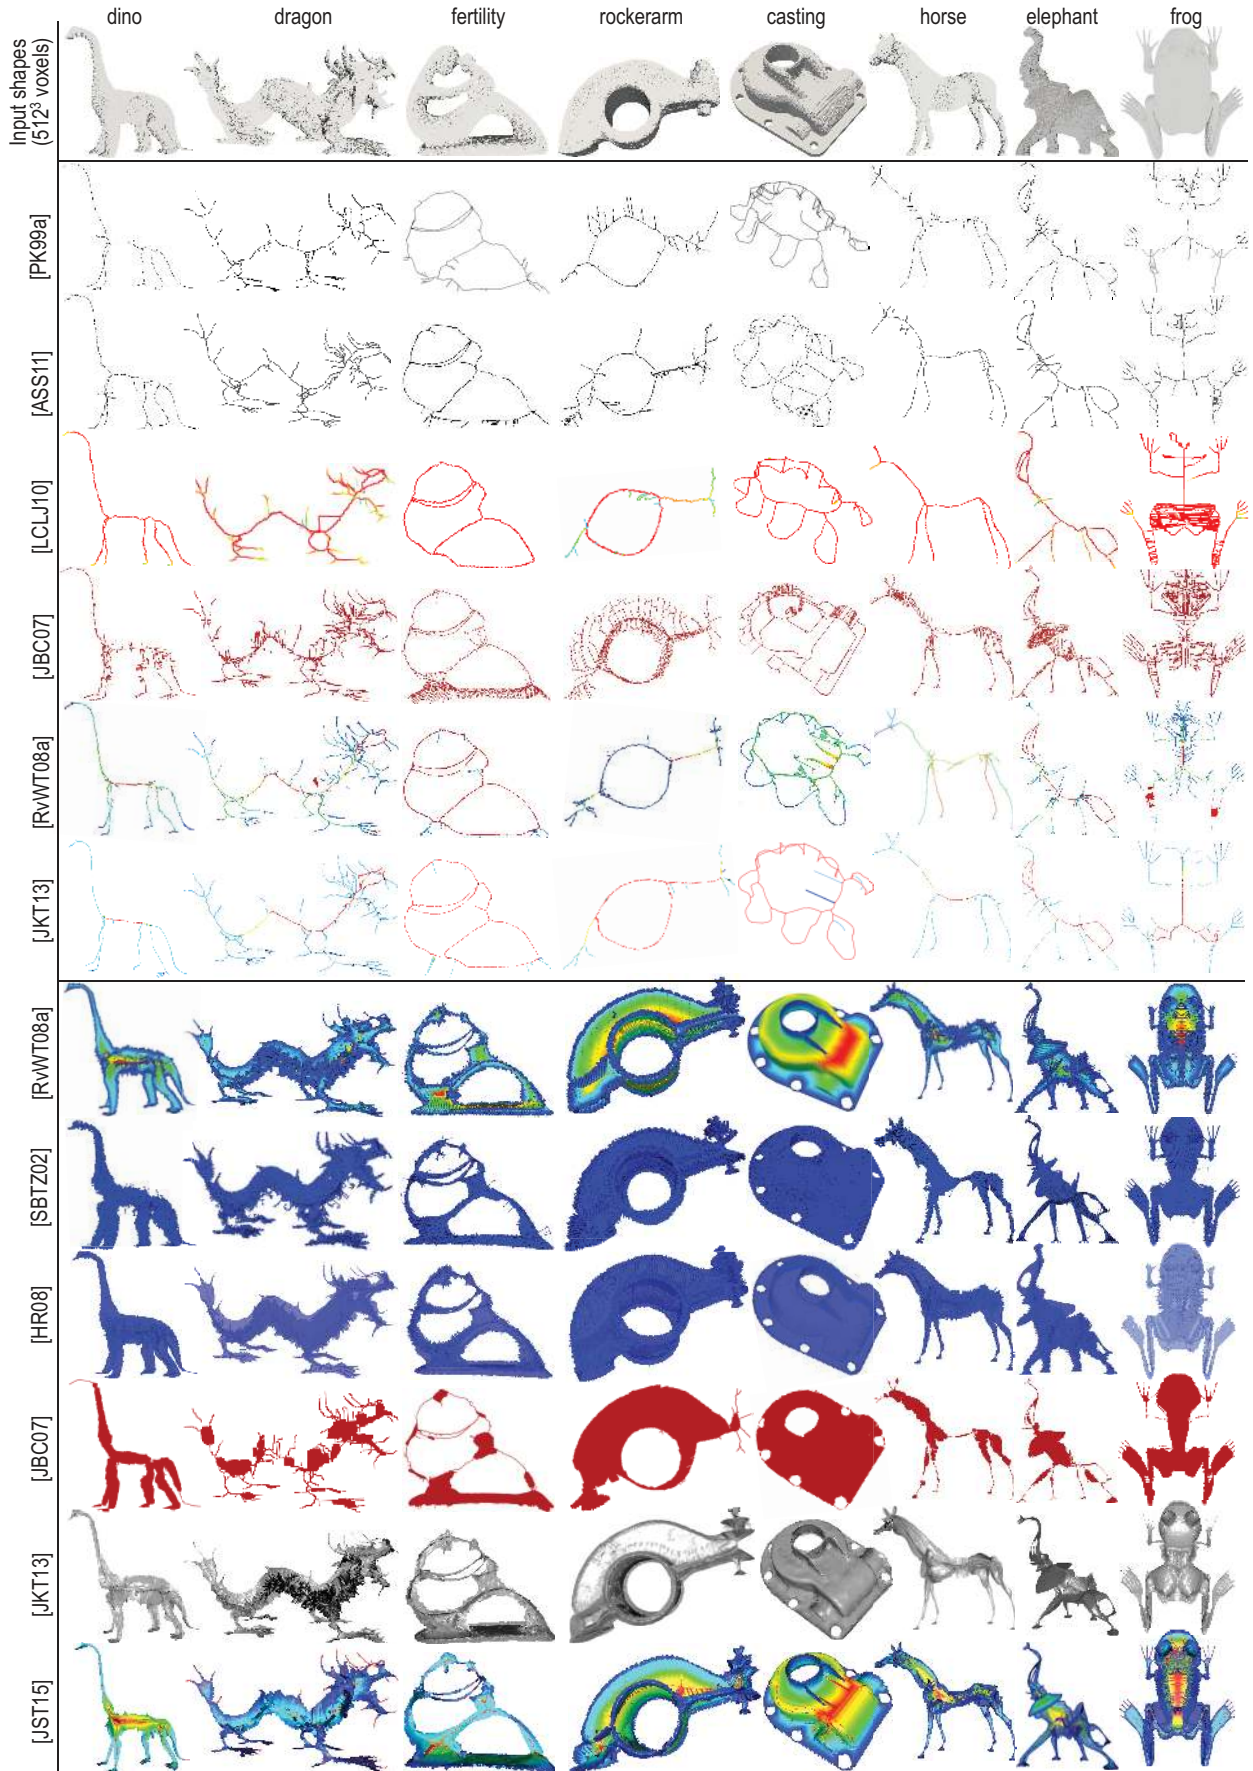 dino dragon fertility rockerarm casting horse elephant frog
Input shapes
(512³ voxels)
[PK99a]
[ASS11]
[LCLJ10]
[JBC07]
[RvWT08a]
[JKT13]
[RvWT08a]
[SBTZ02]
[HR08]
[JBC07]
[JKT13]
[JST15]